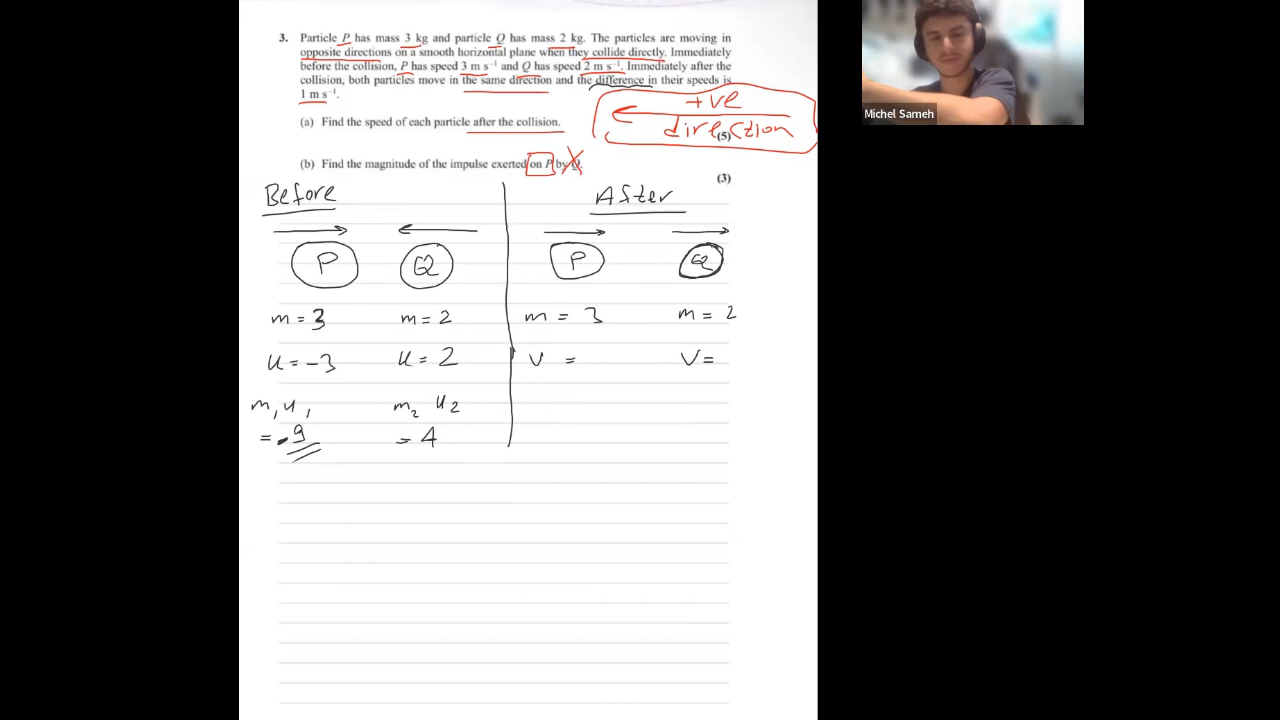 3. Particle P has mass 3 kg and particle Q has mass 2 kg. The particles are moving in
opposite directions on a smooth horizontal plane when they collide directly. Immediately
before the collision, P has speed 3 m s⁻¹ and Q has speed 2 m s⁻¹. Immediately after the
collision, both particles move in the same direction and the difference in their speeds is
1 m s⁻¹.
+ve
direction
(a) Find the speed of each particle after the collision.
(5)
(b) Find the magnitude of the impulse exerted on P by Q.
(3)
Before After
P Q P Q
m = 3 m = 2 m = 3 m = 2
u = -3 u = 2 v = v =
m₁u₁ m₂ u₂
= -9 = 4
Michel Sameh